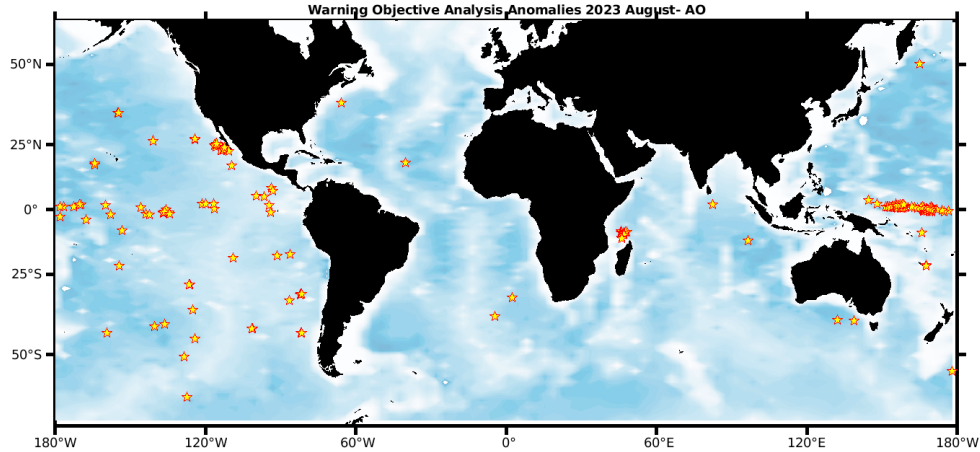 Warning Objective Analysis Anomalies 2023 August- AO
50°N
25°N
0°
25°S
50°S
180°W 120°W 60°W 0° 60°E 120°E 180°W